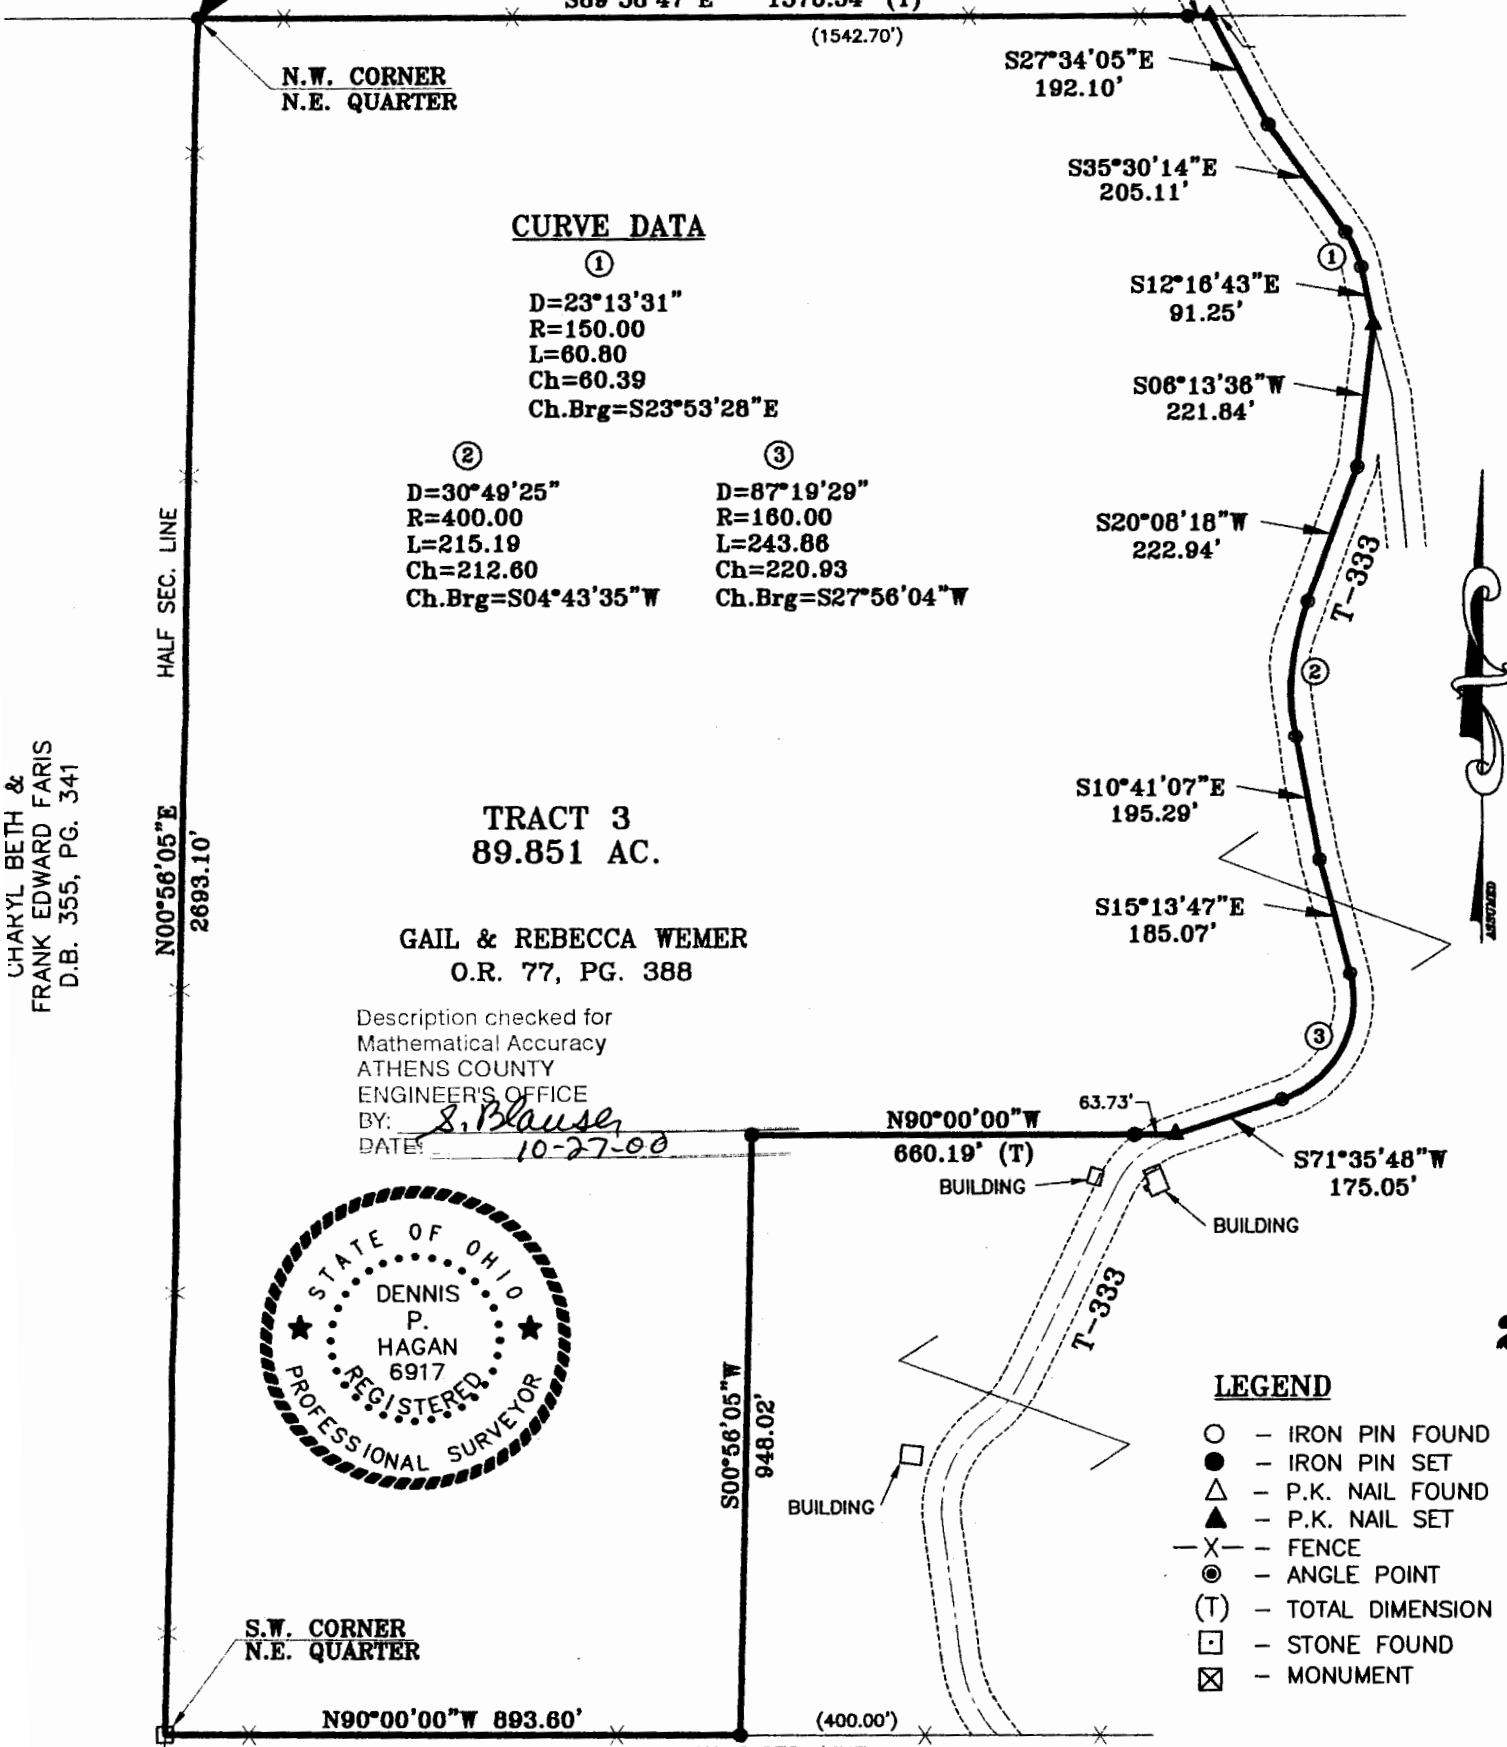 (1542.70')
N.W. CORNER
N.E. QUARTER
S27°34'05"E
192.10'
S35°30'14"E
205.11'
CURVE DATA
1
D=23°13'31"
R=150.00
L=60.80
Ch=60.39
Ch.Brg=S23°53'28"E
1
S12°16'43"E
91.25'
S06°13'36"W
221.84'
2
D=30°49'25"
R=400.00
L=215.19
Ch=212.60
Ch.Brg=S04°43'35"W
3
D=87°19'29"
R=160.00
L=243.86
Ch=220.93
Ch.Brg=S27°56'04"W
S20°08'18"W
222.94'
T-333
HALF SEC. LINE
2
CHARYL BETH &
FRANK EDWARD FARIS
D.B. 355, PG. 341
N00°56'05"E
2693.10'
TRACT 3
89.851 AC.
S10°41'07"E
195.29'
S15°13'47"E
185.07'
GAIL & REBECCA WEMER
O.R. 77, PG. 388
Description checked for
Mathematical Accuracy
ATHENS COUNTY
ENGINEER'S OFFICE
BY: S. Blauser
DATE: 10-27-00
3
N90°00'00"W
660.19' (T)
63.73'
S71°35'48"W
175.05'
BUILDING
BUILDING
STATE OF OHIO
DENNIS
P.
HAGAN
6917
REGISTERED
PROFESSIONAL SURVEYOR
T-333
S00°56'05"W
948.02'
BUILDING
LEGEND
- IRON PIN FOUND
- IRON PIN SET
- P.K. NAIL FOUND
- P.K. NAIL SET
—X— - FENCE
- ANGLE POINT
(T) - TOTAL DIMENSION
- STONE FOUND
- MONUMENT
S.W. CORNER
N.E. QUARTER
N90°00'00"W 893.60'
(400.00')